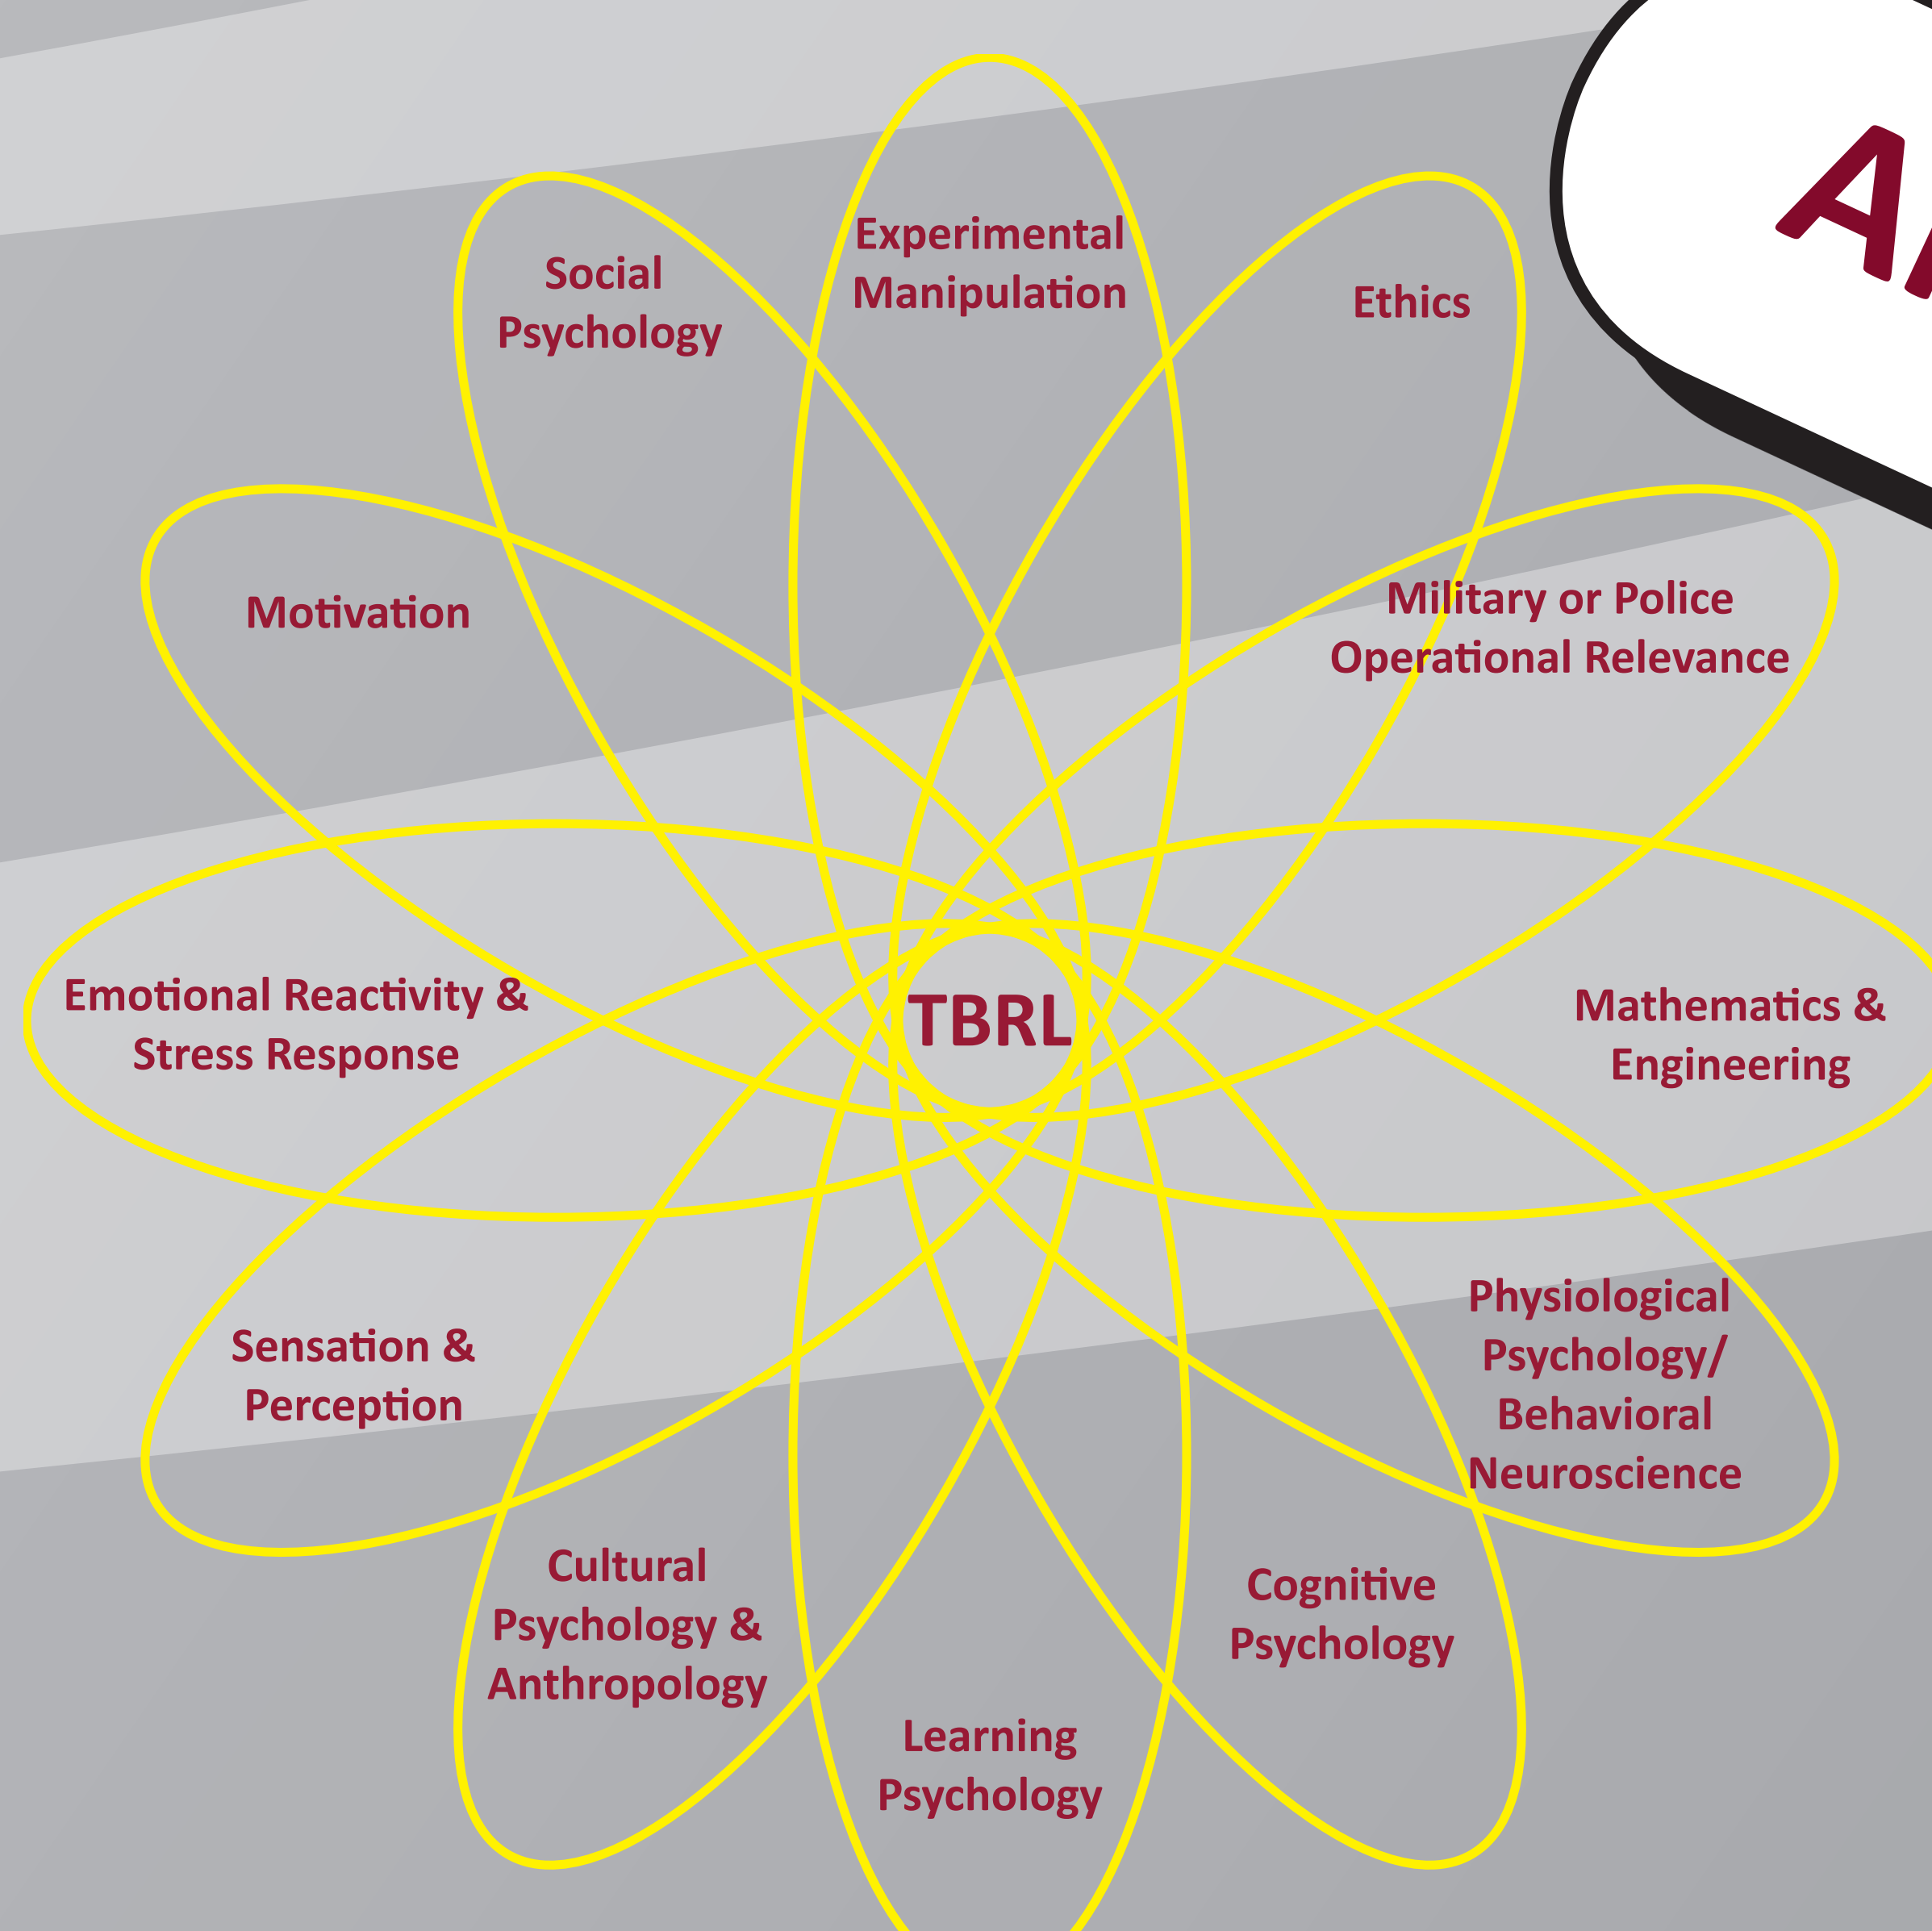 Experimental
Manipulation
Social
Psychology
Ethics
Motivation
Military or Police
Operational Relevance
Emotional Reactivity &
Stress Response
TBRL
Mathematics &
Engineering
Sensation &
Perception
Physiological
Psychology/
Behavioral
Neuroscience
Cultural
Psychology &
Anthropology
Cognitive
Psychology
Learning
Psychology